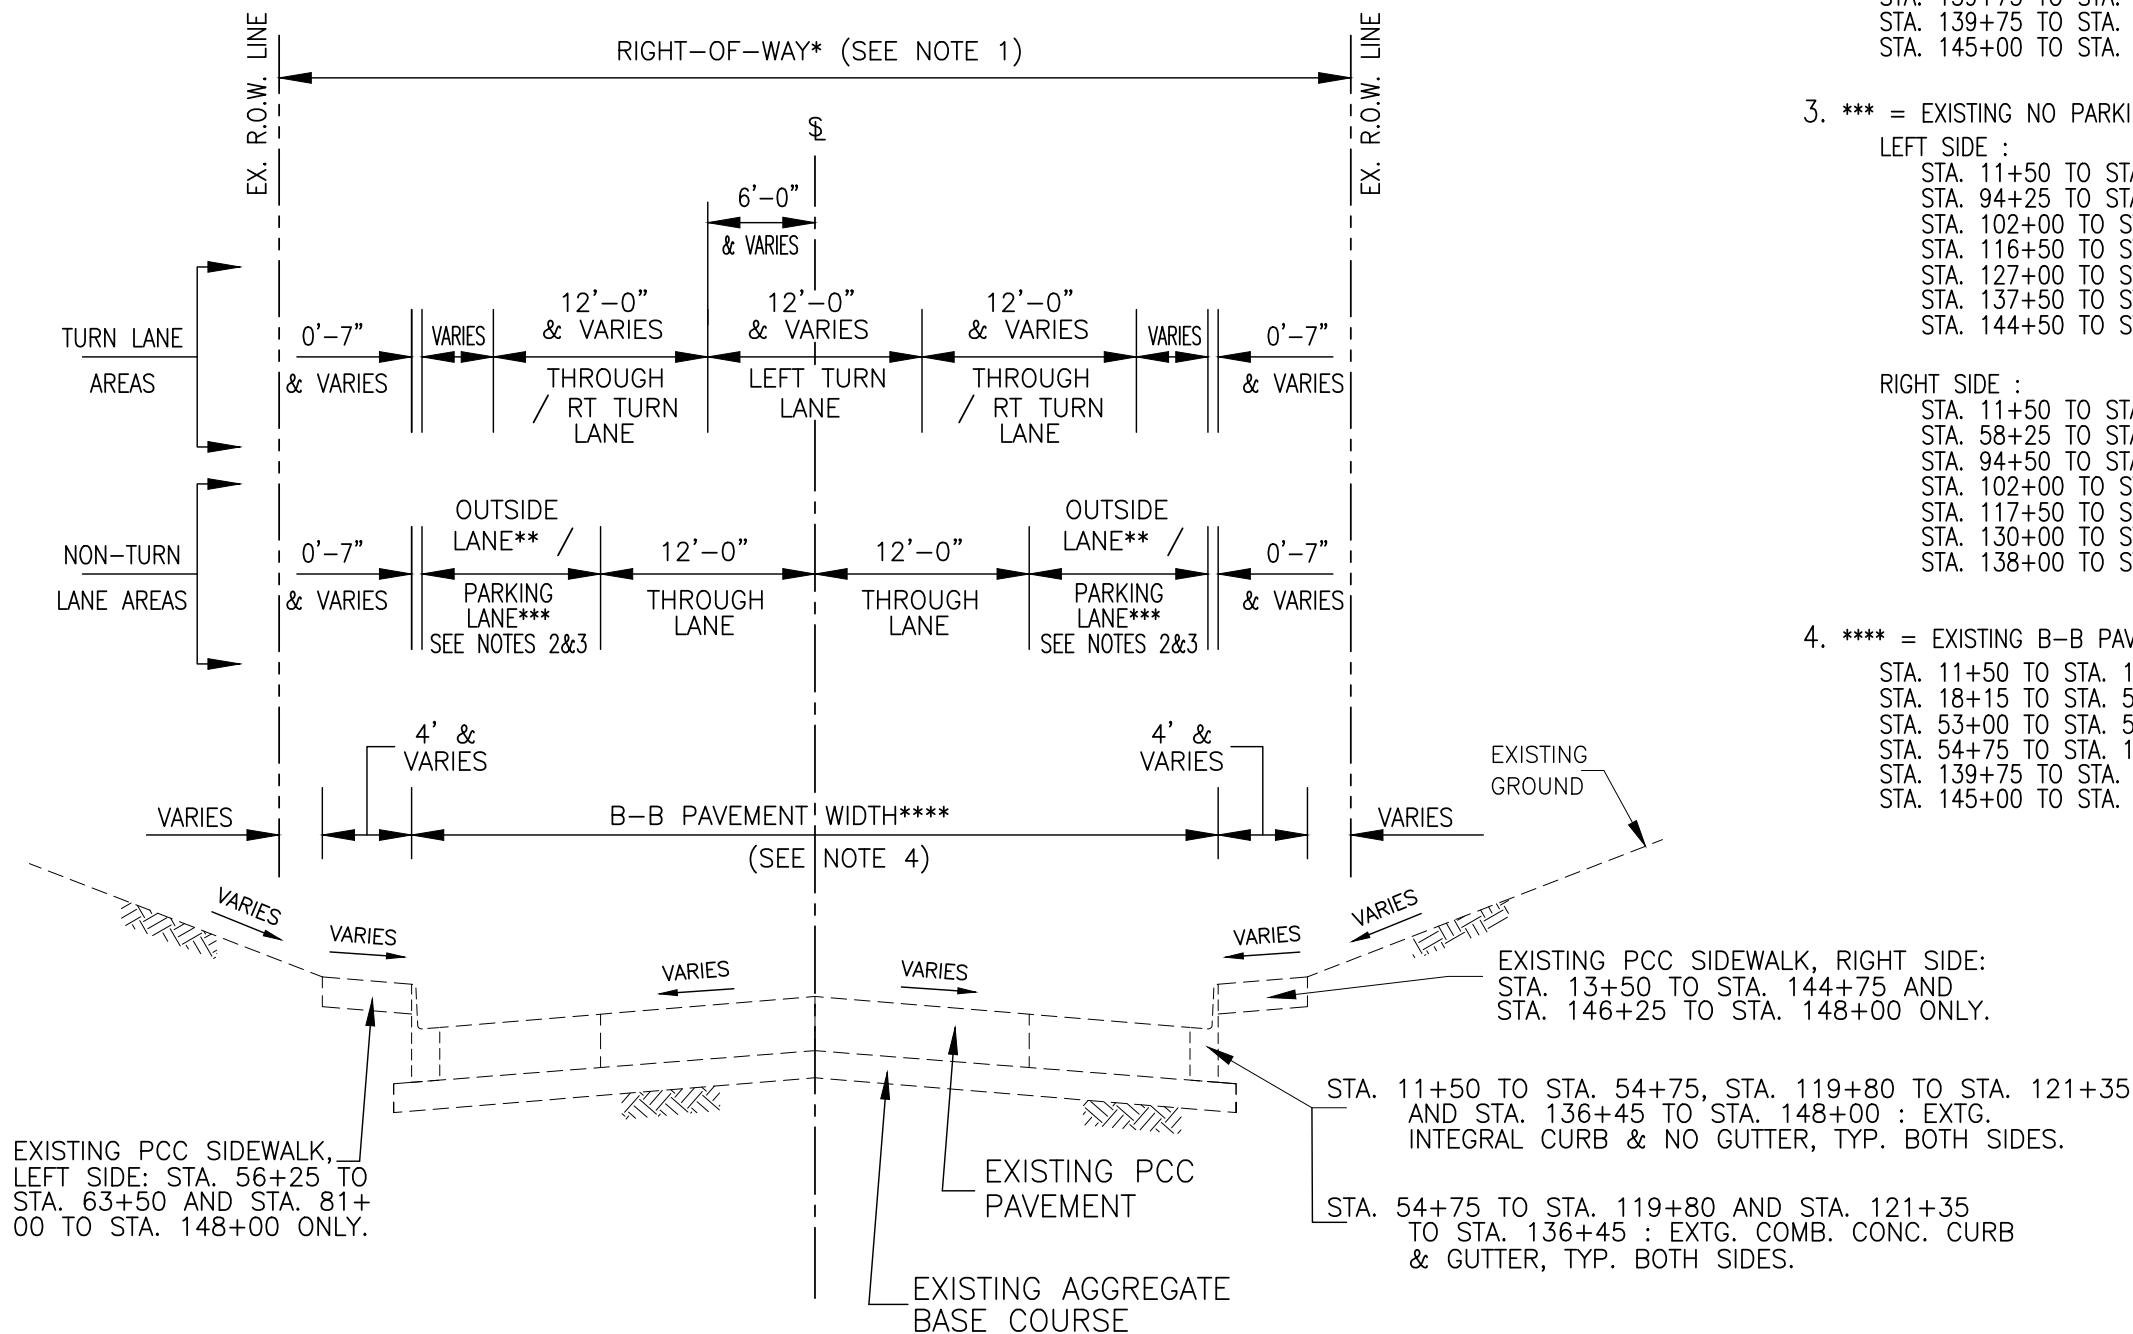 EX. R.O.W. LINE
RIGHT-OF-WAY* (SEE NOTE 1)
EX. R.O.W. LINE
℄
6'-0"
& VARIES
TURN LANE
AREAS
0'-7"
& VARIES
VARIES
12'-0"
& VARIES
THROUGH
/ RT TURN
LANE
12'-0"
& VARIES
LEFT TURN
LANE
12'-0"
& VARIES
THROUGH
/ RT TURN
LANE
VARIES
0'-7"
& VARIES
NON-TURN
LANE AREAS
0'-7"
& VARIES
OUTSIDE
LANE** /
PARKING
LANE***
SEE NOTES 2&3
12'-0"
THROUGH
LANE
12'-0"
THROUGH
LANE
OUTSIDE
LANE** /
PARKING
LANE***
SEE NOTES 2&3
0'-7"
& VARIES
4' &
VARIES
4' &
VARIES
VARIES
B-B PAVEMENT WIDTH****
(SEE NOTE 4)
VARIES
EXISTING
GROUND
VARIES
VARIES
VARIES
VARIES
VARIES
VARIES
EXISTING PCC SIDEWALK, RIGHT SIDE:
STA. 13+50 TO STA. 144+75 AND
STA. 146+25 TO STA. 148+00 ONLY.
STA. 11+50 TO STA. 54+75, STA. 119+80 TO STA. 121+35
AND STA. 136+45 TO STA. 148+00 : EXTG.
INTEGRAL CURB & NO GUTTER, TYP. BOTH SIDES.
STA. 54+75 TO STA. 119+80 AND STA. 121+35
TO STA. 136+45 : EXTG. COMB. CONC. CURB
& GUTTER, TYP. BOTH SIDES.
EXISTING PCC SIDEWALK,
LEFT SIDE: STA. 56+25 TO
STA. 63+50 AND STA. 81+
00 TO STA. 148+00 ONLY.
EXISTING PCC
PAVEMENT
EXISTING AGGREGATE
BASE COURSE
STA. 139+75 TO STA.
STA. 139+75 TO STA.
STA. 145+00 TO STA.
3. *** = EXISTING NO PARKI
LEFT SIDE :
STA. 11+50 TO STA
STA. 94+25 TO STA
STA. 102+00 TO S
STA. 116+50 TO S
STA. 127+00 TO S
STA. 137+50 TO S
STA. 144+50 TO S
RIGHT SIDE :
STA. 11+50 TO STA
STA. 58+25 TO STA
STA. 94+50 TO STA
STA. 102+00 TO S
STA. 117+50 TO S
STA. 130+00 TO S
STA. 138+00 TO S
4. **** = EXISTING B-B PAV
STA. 11+50 TO STA. 1
STA. 18+15 TO STA. 5
STA. 53+00 TO STA. 5
STA. 54+75 TO STA. 1
STA. 139+75 TO STA.
STA. 145+00 TO STA.